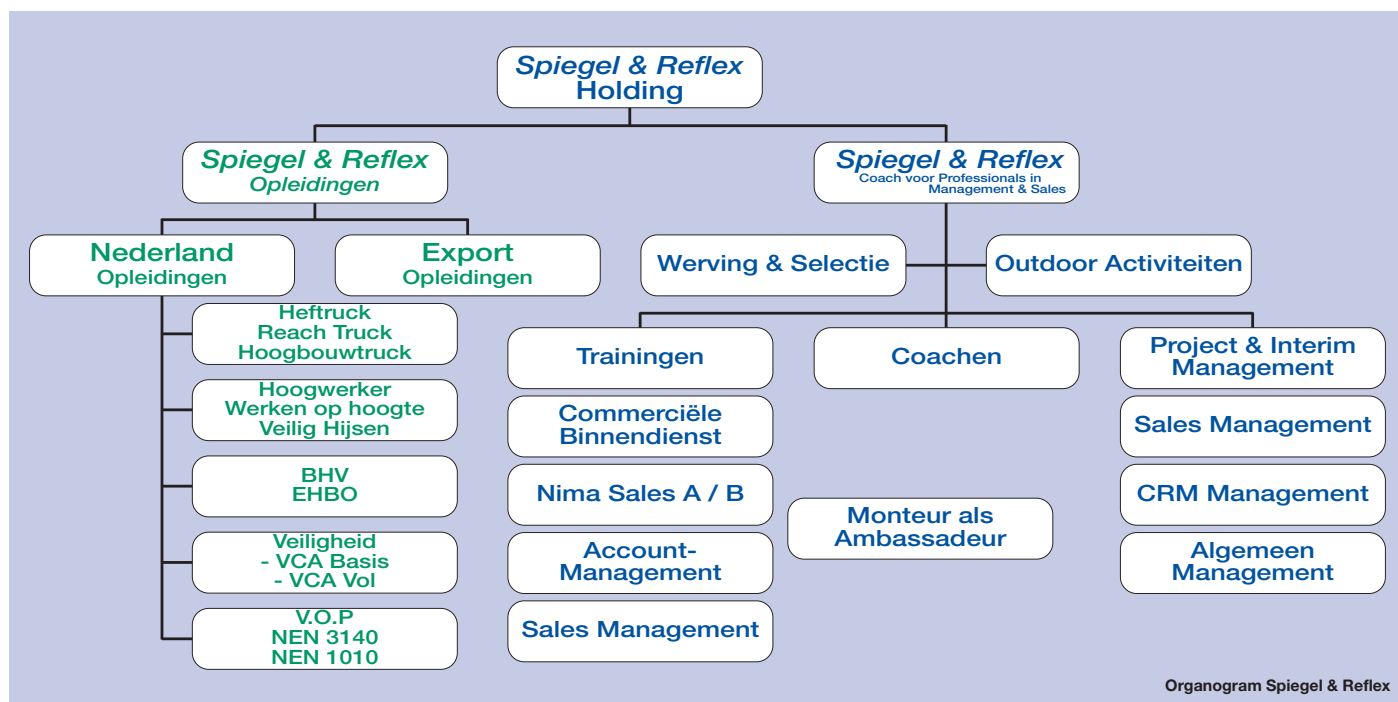 Spiegel & Reflex
Holding
Spiegel & Reflex
Opleidingen
Spiegel & Reflex
Coach voor Professionals in
Management & Sales
Nederland
Opleidingen
Export
Opleidingen
Werving & Selectie
Outdoor Activiteiten
Heftruck
Reach Truck
Hoogbouwtruck
Hoogwerker
Werken op hoogte
Veilig Hijsen
BHV
EHBO
Veiligheid
- VCA Basis
- VCA Vol
V.O.P
NEN 3140
NEN 1010
Trainingen
Commerciële
Binnendienst
Nima Sales A / B
Account-
Management
Sales Management
Coachen
Monteur als
Ambassadeur
Project & Interim
Management
Sales Management
CRM Management
Algemeen
Management
Organogram Spiegel & Reflex